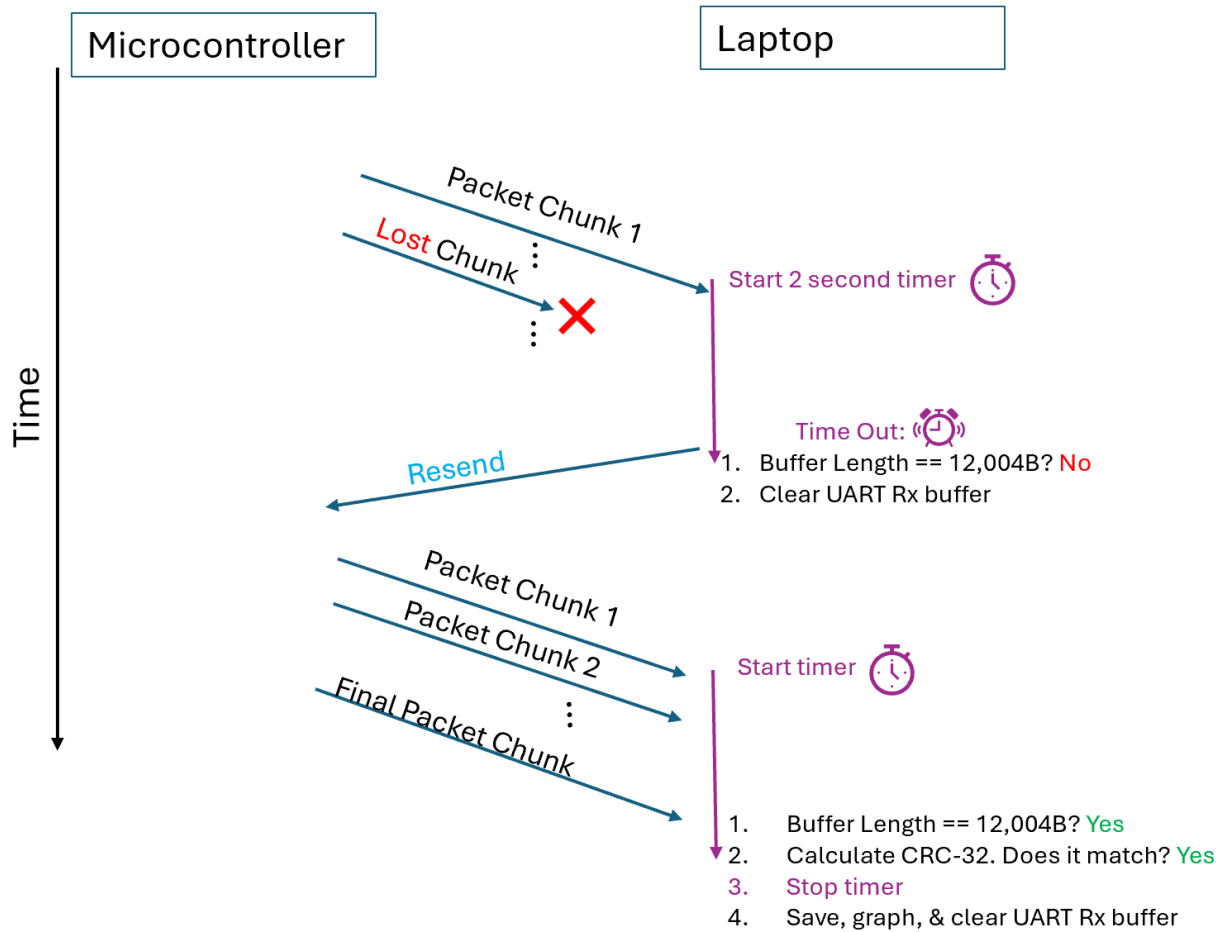 Microcontroller
Laptop
Time
Packet Chunk 1
Lost Chunk
Start 2 second timer
Time Out:
1. Buffer Length == 12,004B? No
2. Clear UART Rx buffer
Resend
Packet Chunk 1
Packet Chunk 2
Start timer
Final Packet Chunk
1. Buffer Length == 12,004B? Yes
2. Calculate CRC-32. Does it match? Yes
3. Stop timer
4. Save, graph, & clear UART Rx buffer